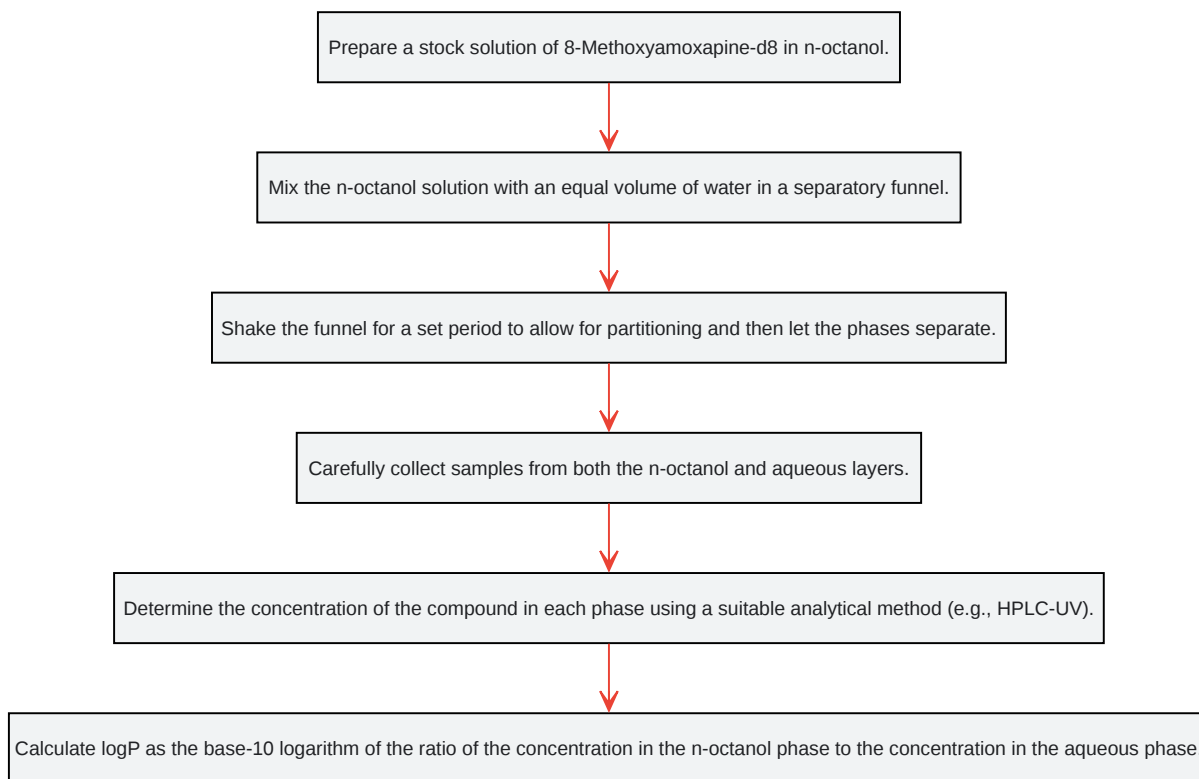 Prepare a stock solution of 8-Methoxyamoxapine-d8 in n-octanol.
Mix the n-octanol solution with an equal volume of water in a separatory funnel.
Shake the funnel for a set period to allow for partitioning and then let the phases separate.
Carefully collect samples from both the n-octanol and aqueous layers.
Determine the concentration of the compound in each phase using a suitable analytical method (e.g., HPLC-UV).
Calculate logP as the base-10 logarithm of the ratio of the concentration in the n-octanol phase to the concentration in the aqueous phase.